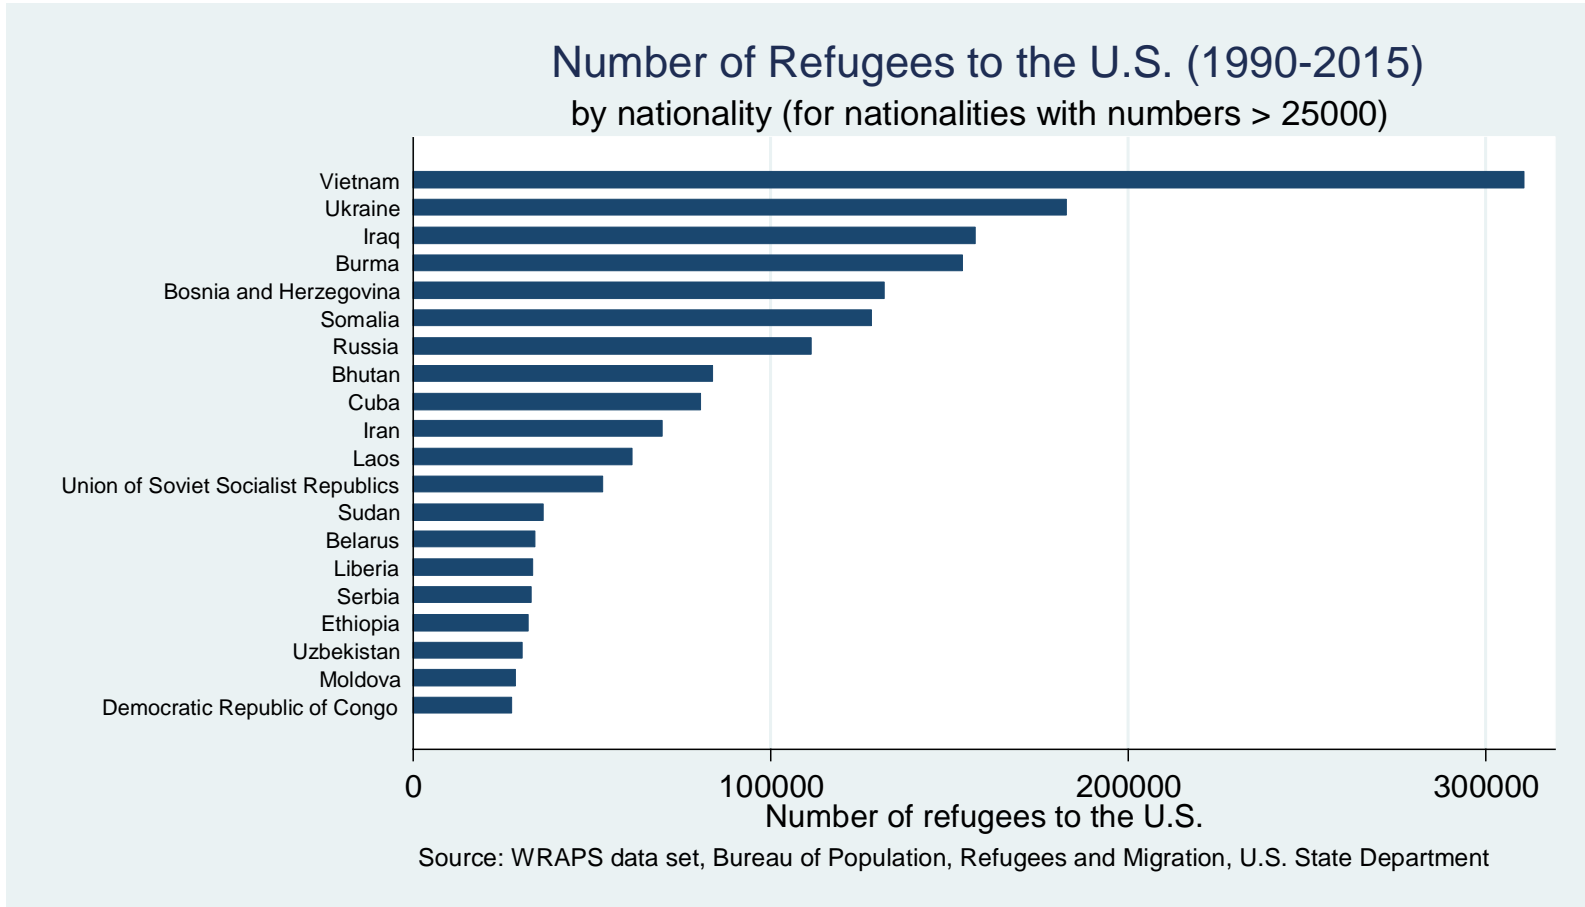 Number of Refugees to the U.S. (1990-2015)
by nationality (for nationalities with numbers > 25000)
Vietnam
Ukraine
Iraq
Burma
Bosnia and Herzegovina
Somalia
Russia
Bhutan
Cuba
Iran
Laos
Union of Soviet Socialist Republics
Sudan
Belarus
Liberia
Serbia
Ethiopia
Uzbekistan
Moldova
Democratic Republic of Congo
0 100000 200000 300000
Number of refugees to the U.S.
Source: WRAPS data set, Bureau of Population, Refugees and Migration, U.S. State Department